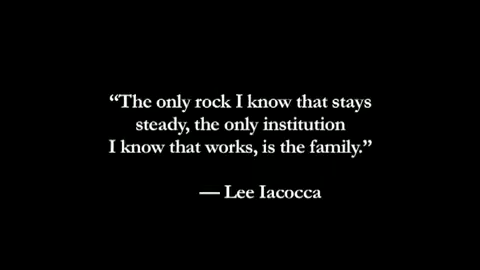 “The only rock I know that stays
steady, the only institution
I know that works, is the family.”
— Lee Iacocca